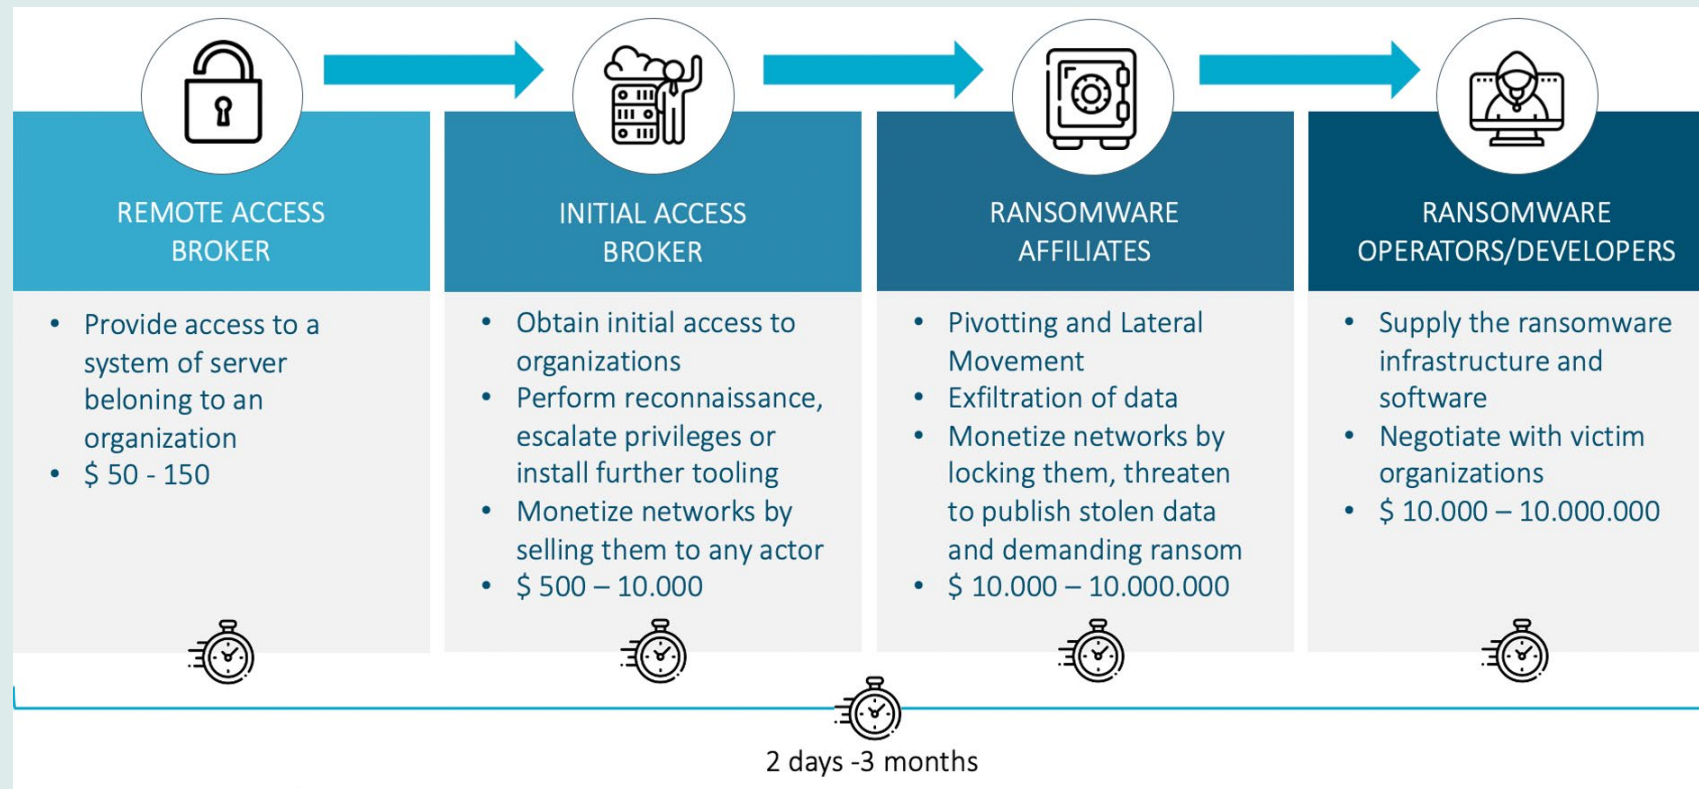 REMOTE ACCESS
BROKER
• Provide access to a
system of server
beloning to an
organization
• $ 50 - 150
INITIAL ACCESS
BROKER
• Obtain initial access to
organizations
• Perform reconnaissance,
escalate privileges or
install further tooling
• Monetize networks by
selling them to any actor
• $ 500 – 10.000
RANSOMWARE
AFFILIATES
• Pivotting and Lateral
Movement
• Exfiltration of data
• Monetize networks by
locking them, threaten
to publish stolen data
and demanding ransom
• $ 10.000 – 10.000.000
RANSOMWARE
OPERATORS/DEVELOPERS
• Supply the ransomware
infrastructure and
software
• Negotiate with victim
organizations
• $ 10.000 – 10.000.000
2 days -3 months